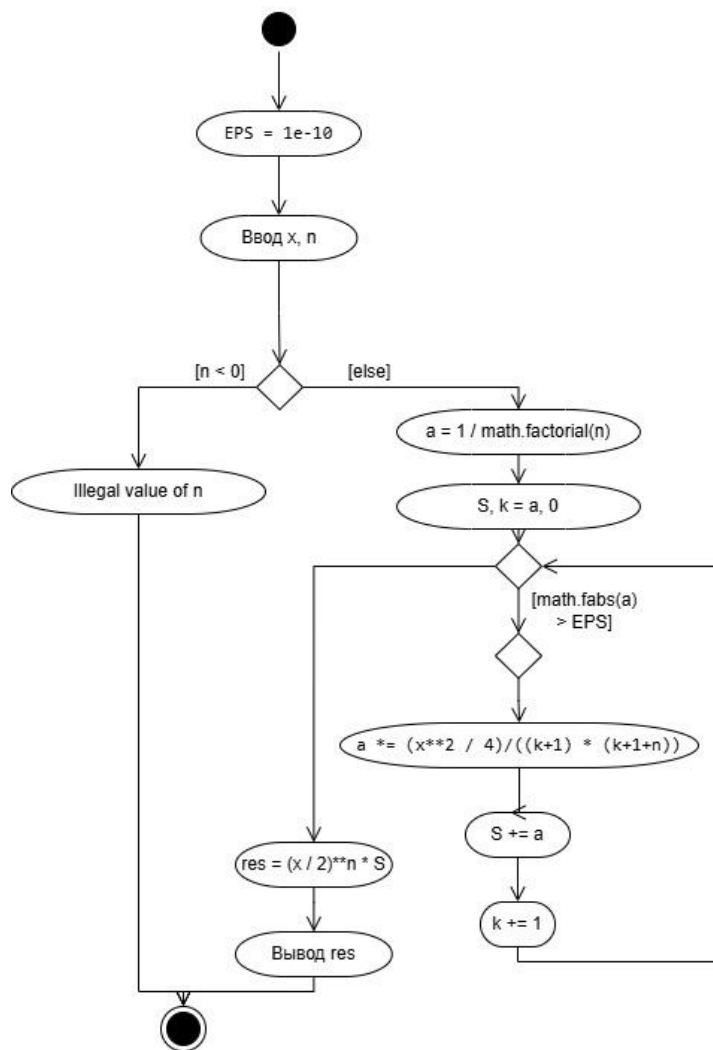 EPS = 1e-10
Ввод x, n
[n < 0]
[else]
a = 1 / math.factorial(n)
Illegal value of n
S, k = a, 0
[math.fabs(a)
> EPS]
a *= (x**2 / 4)/((k+1) * (k+1+n))
S += a
res = (x / 2)**n * S
k += 1
Вывод res